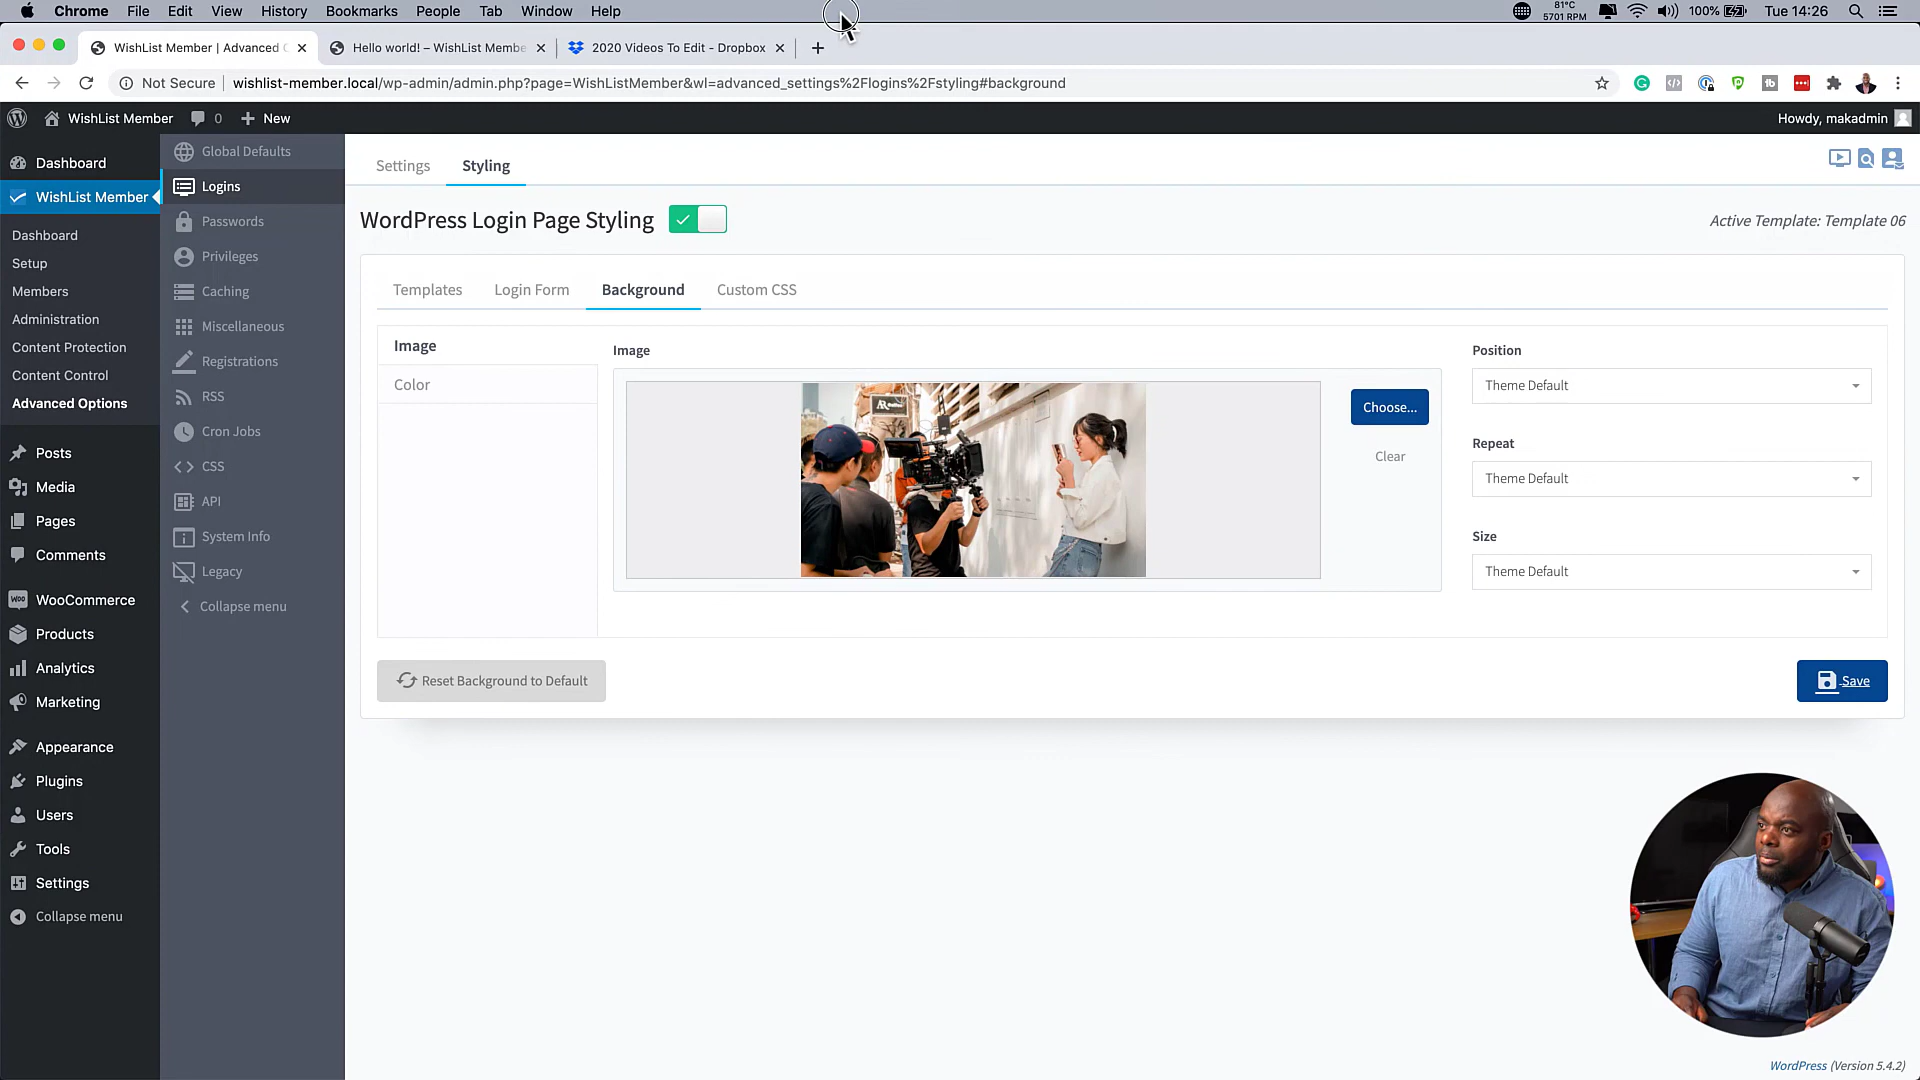 Chrome File Edit View History Bookmarks People Tab Window Help
81°C
5701 RPM
100%
Tue 14:26
WishList Member | Advanced O
Hello world! – WishList Membe
2020 Videos To Edit - Dropbox
Not Secure
wishlist-member.local/wp-admin/admin.php?page=WishListMember&wl=advanced_settings%2Flogins%2Fstyling#background
WishList Member
0
New
Howdy, makadmin
Dashboard
WishList Member
Dashboard
Setup
Members
Administration
Content Protection
Content Control
Advanced Options
Posts
Media
Pages
Comments
WooCommerce
Products
Analytics
Marketing
Appearance
Plugins
Users
Tools
Settings
Collapse menu
Global Defaults
Logins
Passwords
Privileges
Caching
Miscellaneous
Registrations
RSS
Cron Jobs
CSS
API
System Info
Legacy
Collapse menu
Settings
Styling
WordPress Login Page Styling
Active Template: Template 06
Templates
Login Form
Background
Custom CSS
Image
Color
Image
Choose...
Clear
Position
Theme Default
Repeat
Theme Default
Size
Theme Default
Reset Background to Default
Save
WordPress (Version 5.4.2)